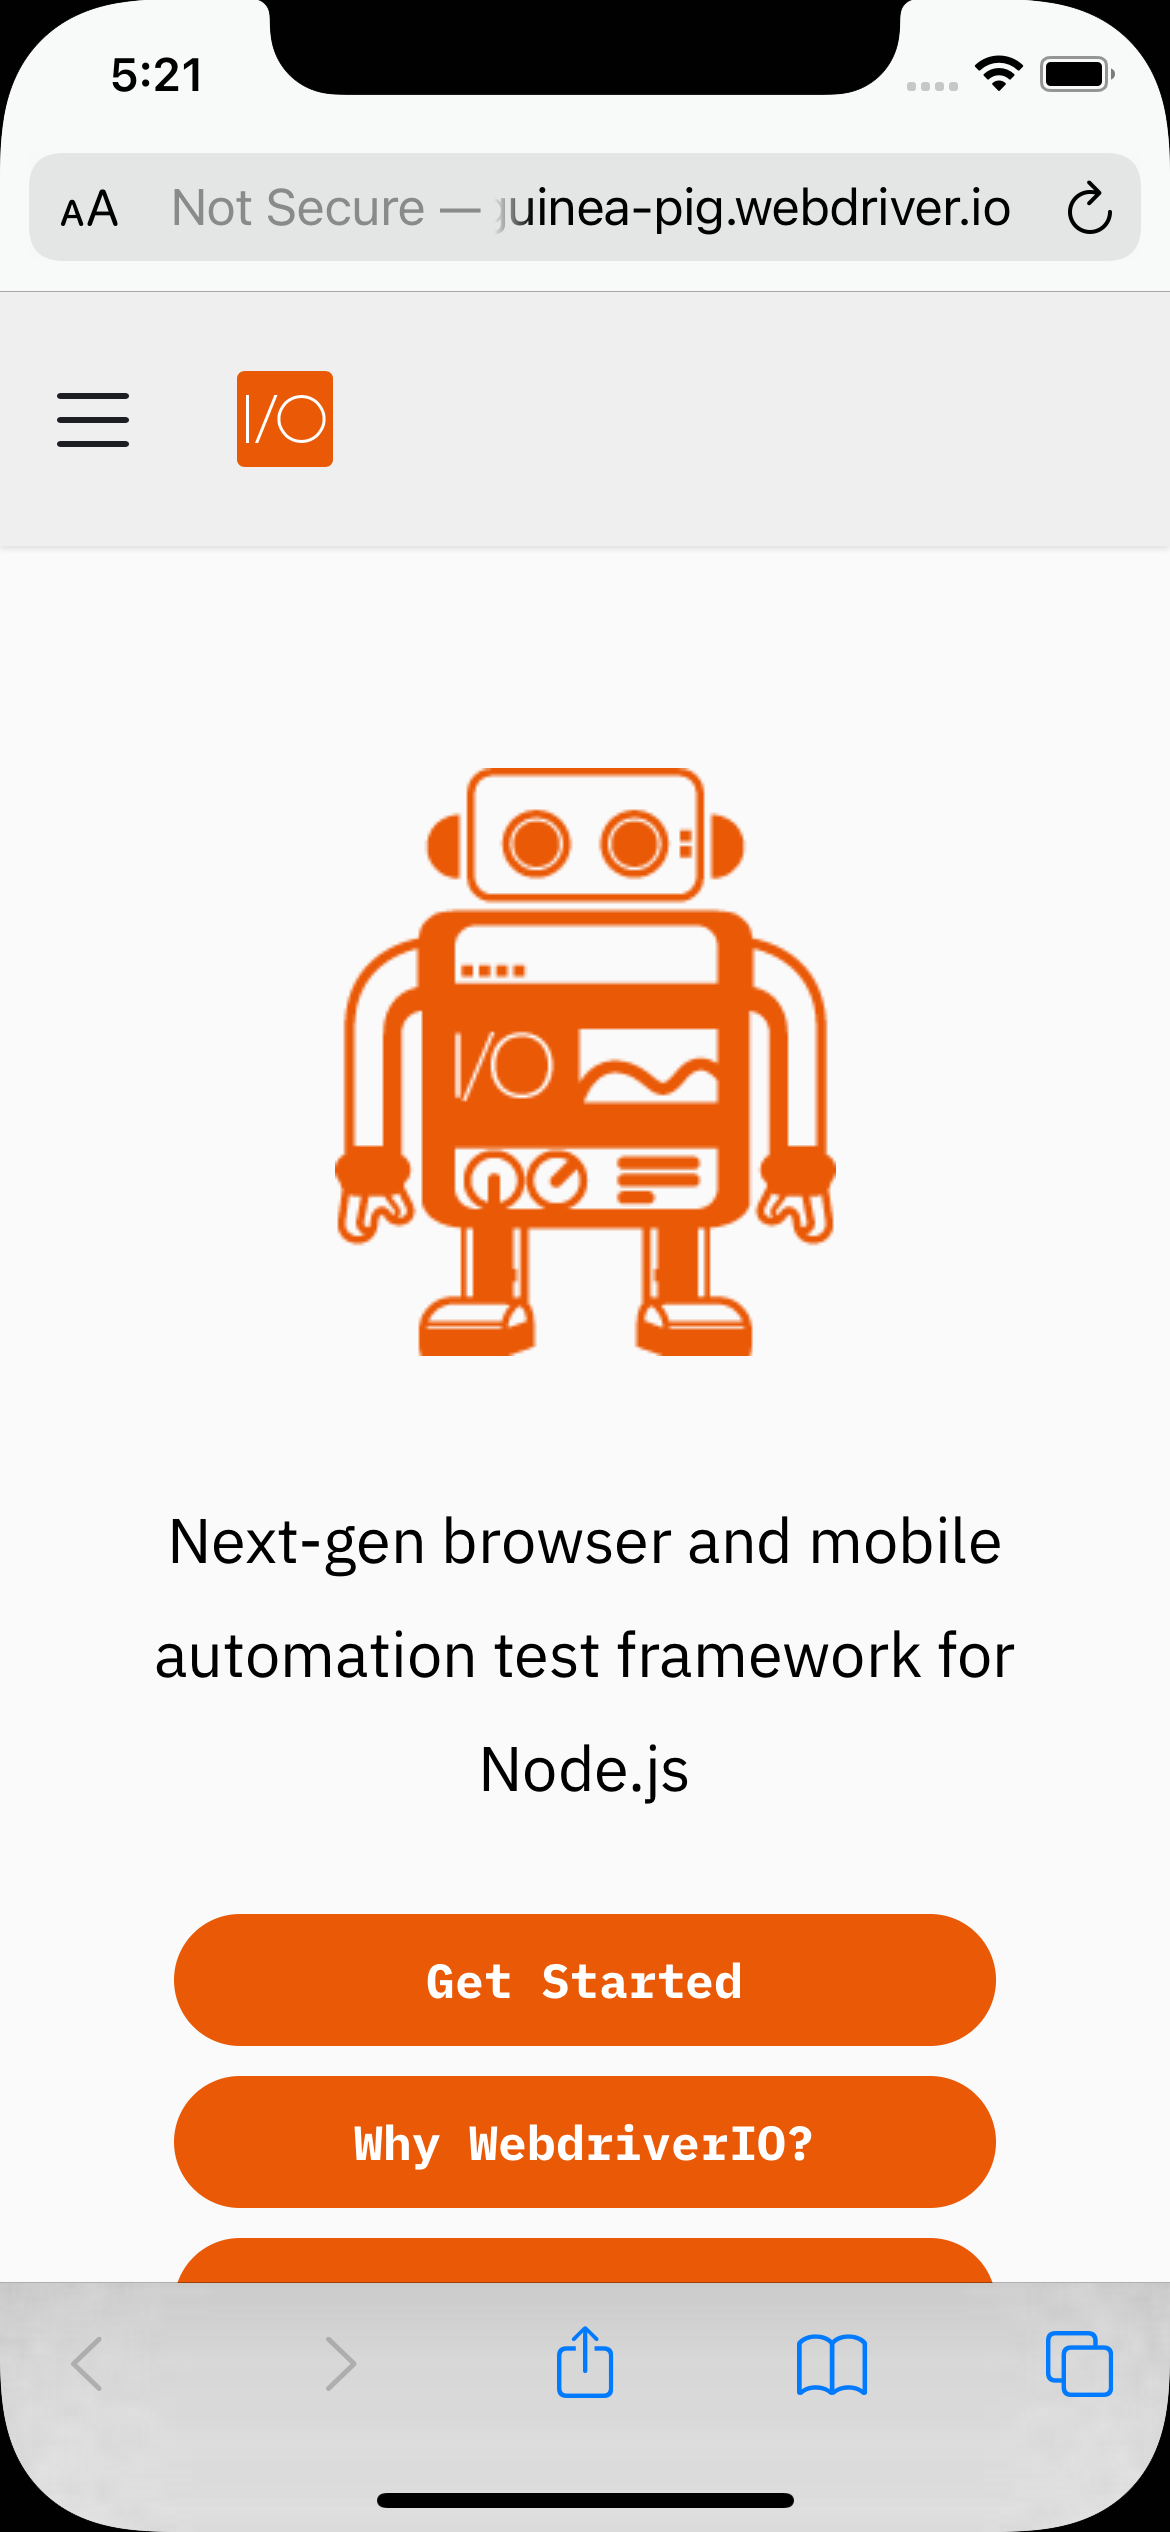 5:21
AA Not Secure — guinea-pig.webdriver.io
I/O
I/O
Next-gen browser and mobile
automation test framework for
Node.js
Get Started
Why WebdriverIO?